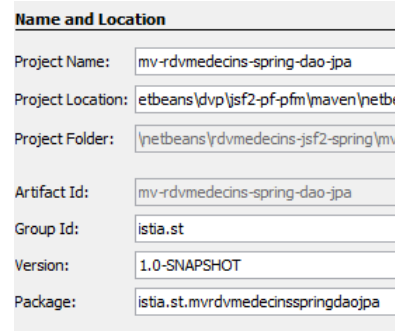 Name and Location
Project Name: mv-rdvmedecins-spring-dao-jpa
Project Location: etbeans\dvp\jsf2-pf-pfm\maven\netbe
Project Folder: \netbeans\rdvmedecins-jsf2-spring\mv
Artifact Id: mv-rdvmedecins-spring-dao-jpa
Group Id: istia.st
Version: 1.0-SNAPSHOT
Package: istia.st.mvrdvmedecinsspringdaojpa